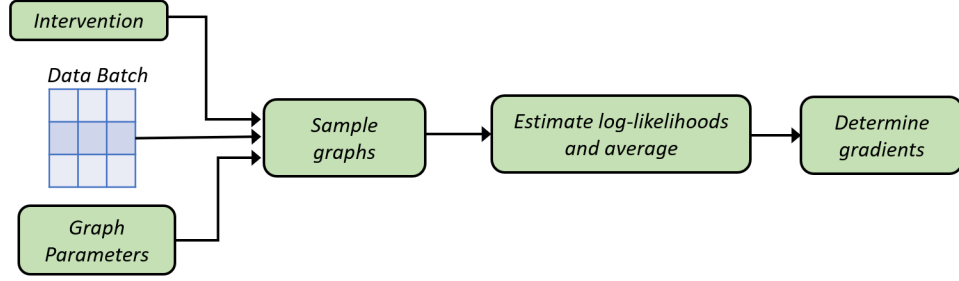 Intervention
Data Batch
Graph
Parameters
Sample
graphs
Estimate log-likelihoods
and average
Determine
gradients